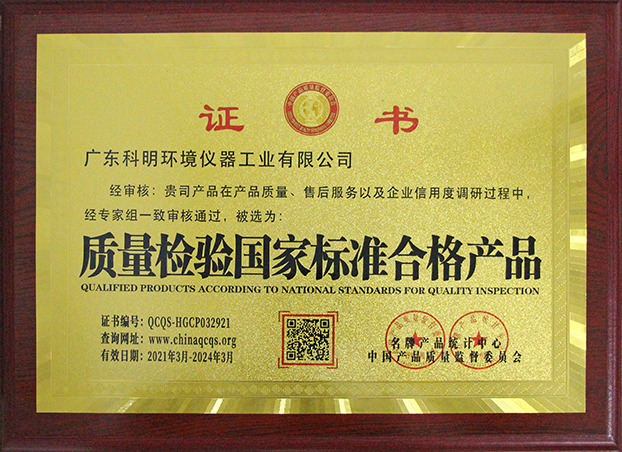 证 书
广东科明环境仪器工业有限公司
经审核：贵司产品在产品质量、售后服务以及企业信用度调研过程中，
经专家组一致审核通过，被选为：
质量检验国家标准合格产品
QUALIFIED PRODUCTS ACCORDING TO NATIONAL STANDARDS FOR QUALITY INSPECTION
证书编号：QCQS-HGCP032921
查询网址：www.chinaqcqs.org
有效日期：2021年3月-2024年3月
名牌产品统计中心
中国产品质量监督委员会